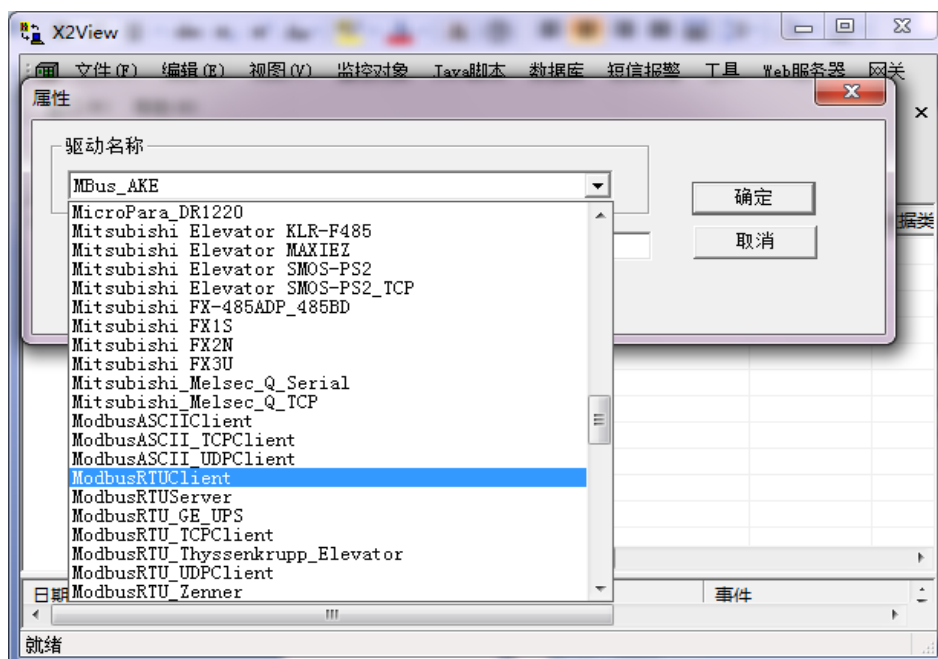 X2View
文件(F) 编辑(E) 视图(V) 监控对象 Java脚本 数据库 短信报警 工具 Web服务器 网关
属性
驱动名称
MBus_AKE
确定
取消
MicroPara_DR1220
Mitsubishi Elevator KLR-F485
Mitsubishi Elevator MAXIEZ
Mitsubishi Elevator SMOS-PS2
Mitsubishi Elevator SMOS-PS2_TCP
Mitsubishi FX-485ADP_485BD
Mitsubishi FX1S
Mitsubishi FX2N
Mitsubishi FX3U
Mitsubishi_Melsec_Q_Serial
Mitsubishi_Melsec_Q_TCP
ModbusASCIIClient
ModbusASCII_TCPClient
ModbusASCII_UDPClient
ModbusRTUClient
ModbusRTUServer
ModbusRTU_GE_UPS
ModbusRTU_TCPClient
ModbusRTU_Thyssenkrupp_Elevator
ModbusRTU_UDPClient
ModbusRTU_Zenner
据类
日期
事件
就绪